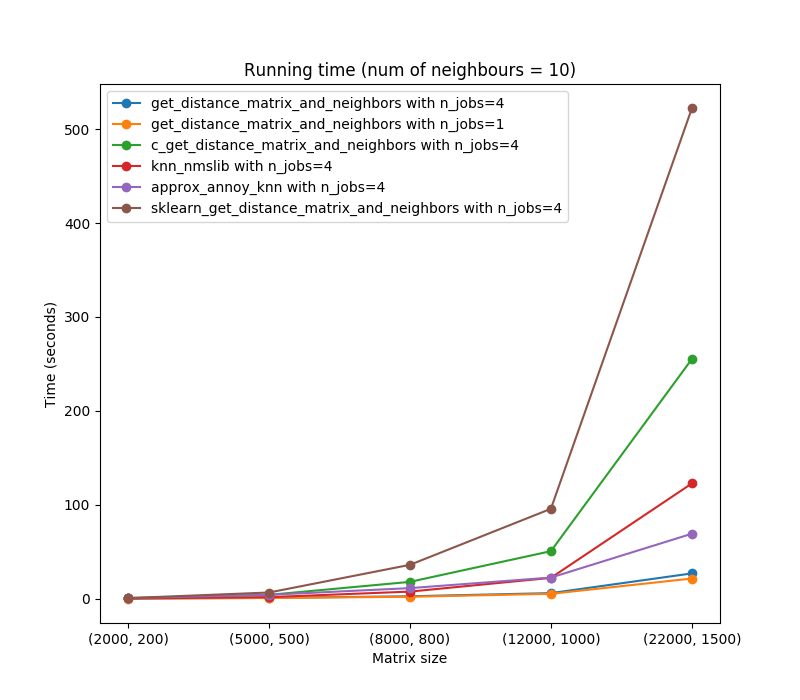 Running time (num of neighbours = 10)
get_distance_matrix_and_neighbors with n_jobs=4
get_distance_matrix_and_neighbors with n_jobs=1
c_get_distance_matrix_and_neighbors with n_jobs=4
knn_nmslib with n_jobs=4
approx_annoy_knn with n_jobs=4
sklearn_get_distance_matrix_and_neighbors with n_jobs=4
Time (seconds)
500
400
300
200
100
0
(2000, 200)
(5000, 500)
(8000, 800)
(12000, 1000)
(22000, 1500)
Matrix size